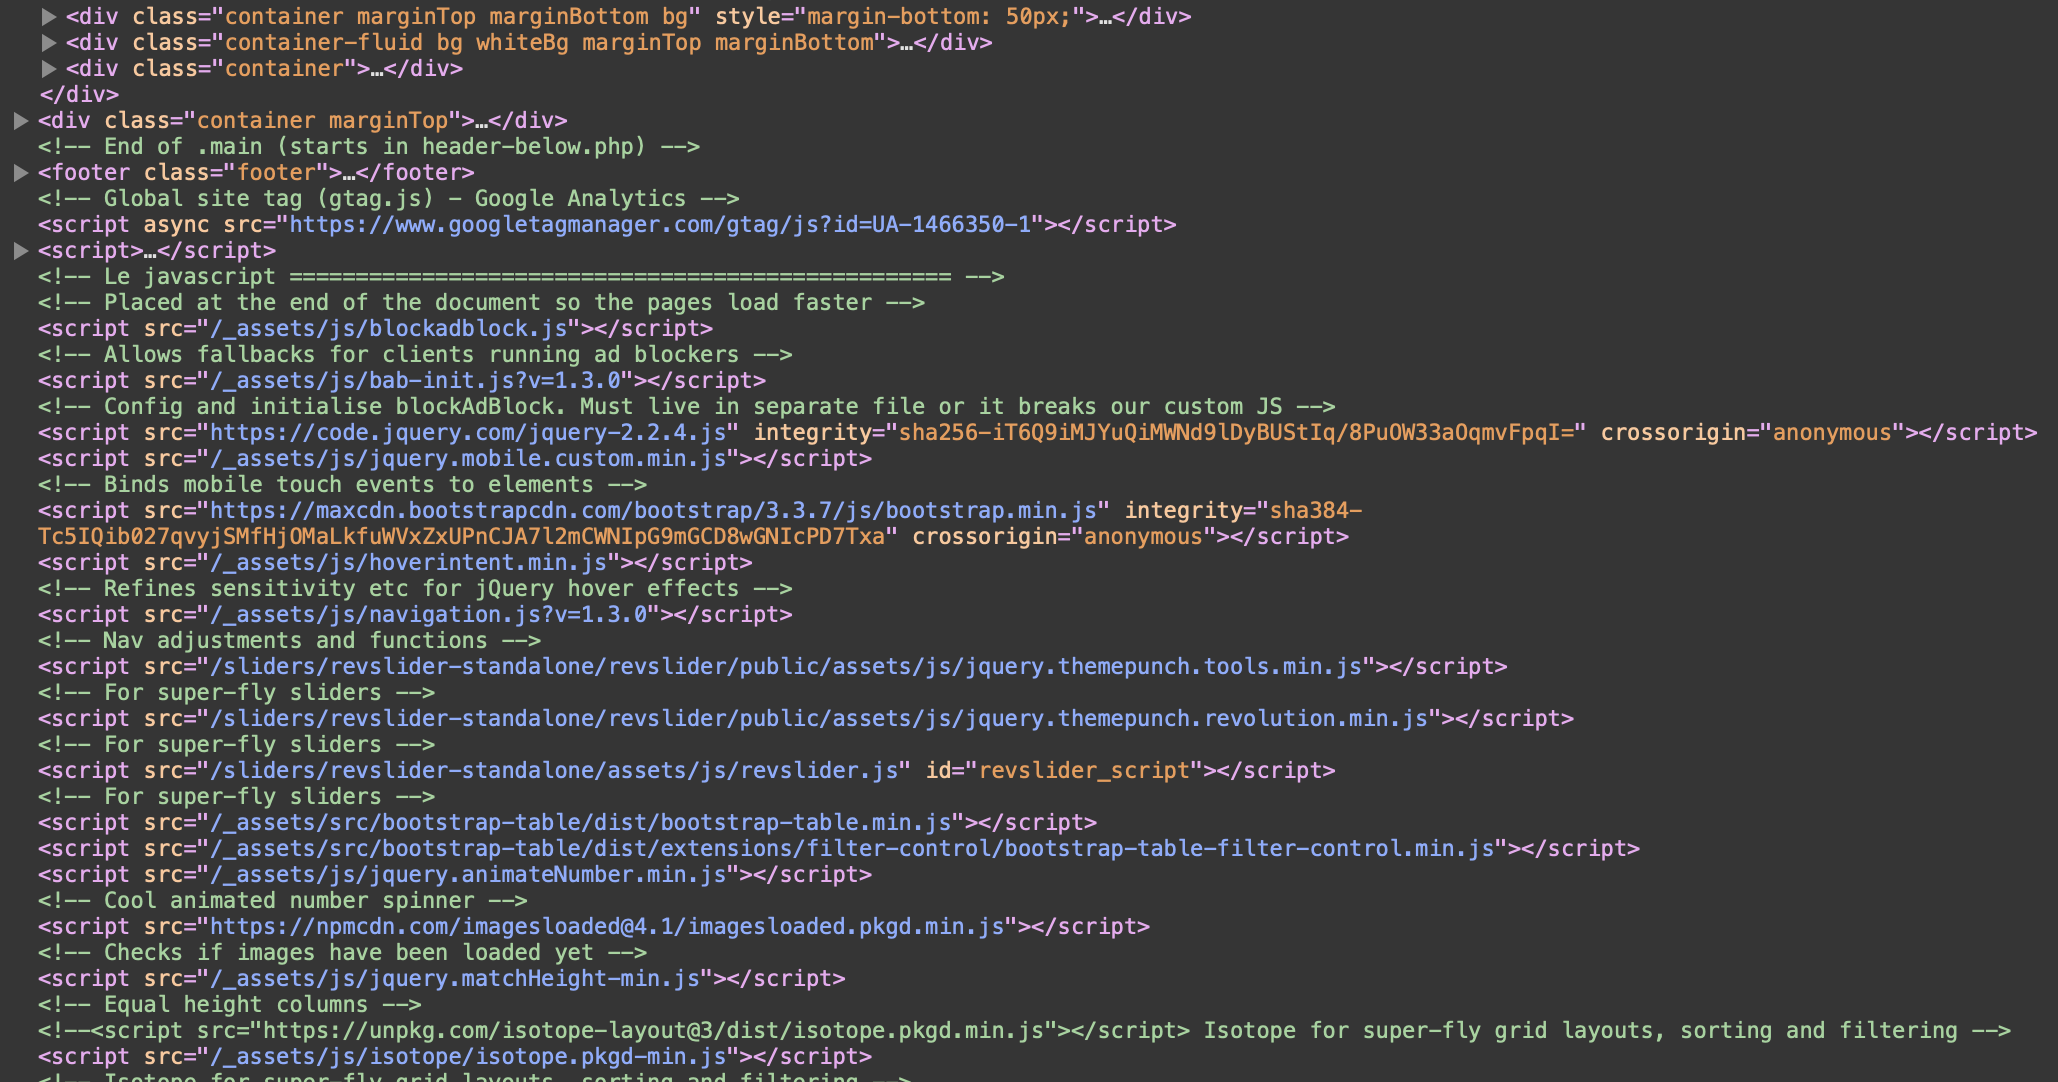 <div class="container marginTop marginBottom bg" style="margin-bottom: 50px;">…</div>
<div class="container-fluid bg whiteBg marginTop marginBottom">…</div>
<div class="container">…</div>
</div>
<div class="container marginTop">…</div>
<!-- End of .main (starts in header-below.php) -->
<footer class="footer">…</footer>
<!-- Global site tag (gtag.js) - Google Analytics -->
<script async src="https://www.googletagmanager.com/gtag/js?id=UA-1466350-1"></script>
<script>…</script>
<!-- Le javascript ================================================== -->
<!-- Placed at the end of the document so the pages load faster -->
<script src="/_assets/js/blockadblock.js"></script>
<!-- Allows fallbacks for clients running ad blockers -->
<script src="/_assets/js/bab-init.js?v=1.3.0"></script>
<!-- Config and initialise blockAdBlock. Must live in separate file or it breaks our custom JS -->
<script src="https://code.jquery.com/jquery-2.2.4.js" integrity="sha256-iT6Q9iMJYuQiMWNd9lDyBUStIq/8PuOW33aOqmvFpqI=" crossorigin="anonymous"></script>
<script src="/_assets/js/jquery.mobile.custom.min.js"></script>
<!-- Binds mobile touch events to elements -->
<script src="https://maxcdn.bootstrapcdn.com/bootstrap/3.3.7/js/bootstrap.min.js" integrity="sha384-
Tc5IQib027qvyjSMfHjOMaLkfuWVxZxUPnCJA7l2mCWNIpG9mGCD8wGNIcPD7Txa" crossorigin="anonymous"></script>
<script src="/_assets/js/hoverintent.min.js"></script>
<!-- Refines sensitivity etc for jQuery hover effects -->
<script src="/_assets/js/navigation.js?v=1.3.0"></script>
<!-- Nav adjustments and functions -->
<script src="/sliders/revslider-standalone/revslider/public/assets/js/jquery.themepunch.tools.min.js"></script>
<!-- For super-fly sliders -->
<script src="/sliders/revslider-standalone/revslider/public/assets/js/jquery.themepunch.revolution.min.js"></script>
<!-- For super-fly sliders -->
<script src="/sliders/revslider-standalone/assets/js/revslider.js" id="revslider_script"></script>
<!-- For super-fly sliders -->
<script src="/_assets/src/bootstrap-table/dist/bootstrap-table.min.js"></script>
<script src="/_assets/src/bootstrap-table/dist/extensions/filter-control/bootstrap-table-filter-control.min.js"></script>
<script src="/_assets/js/jquery.animateNumber.min.js"></script>
<!-- Cool animated number spinner -->
<script src="https://npmcdn.com/imagesloaded@4.1/imagesloaded.pkgd.min.js"></script>
<!-- Checks if images have been loaded yet -->
<script src="/_assets/js/jquery.matchHeight-min.js"></script>
<!-- Equal height columns -->
<!--<script src="https://unpkg.com/isotope-layout@3/dist/isotope.pkgd.min.js"></script> Isotope for super-fly grid layouts, sorting and filtering -->
<script src="/_assets/js/isotope/isotope.pkgd-min.js"></script>
<!-- Isotope for super-fly grid layouts, sorting and filtering -->